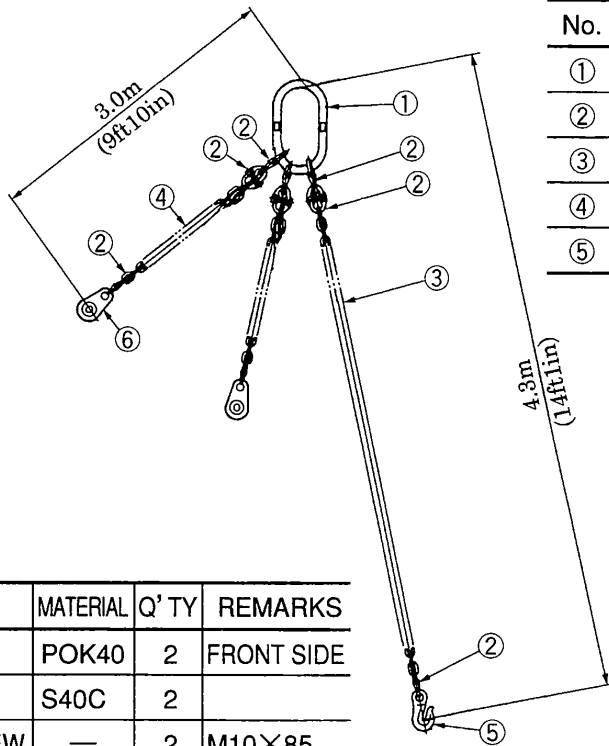 No.
①
②
③
④
⑤
3.0m
(9ft10in)
①
②
②
②
②
④
②
③
⑥
4.3m
(14ft1in)
②
⑤
MATERIAL Q'TY REMARKS
POK40 2 FRONT SIDE
S40C 2
— 2 M10×85